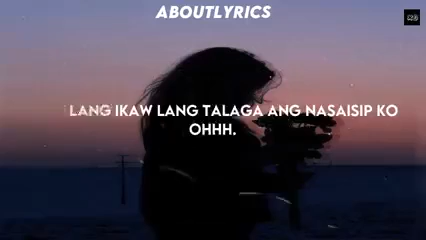 ABOUTLYRICS
LANG IKAW LANG TALAGA ANG NASAISIP KO
OHHH.